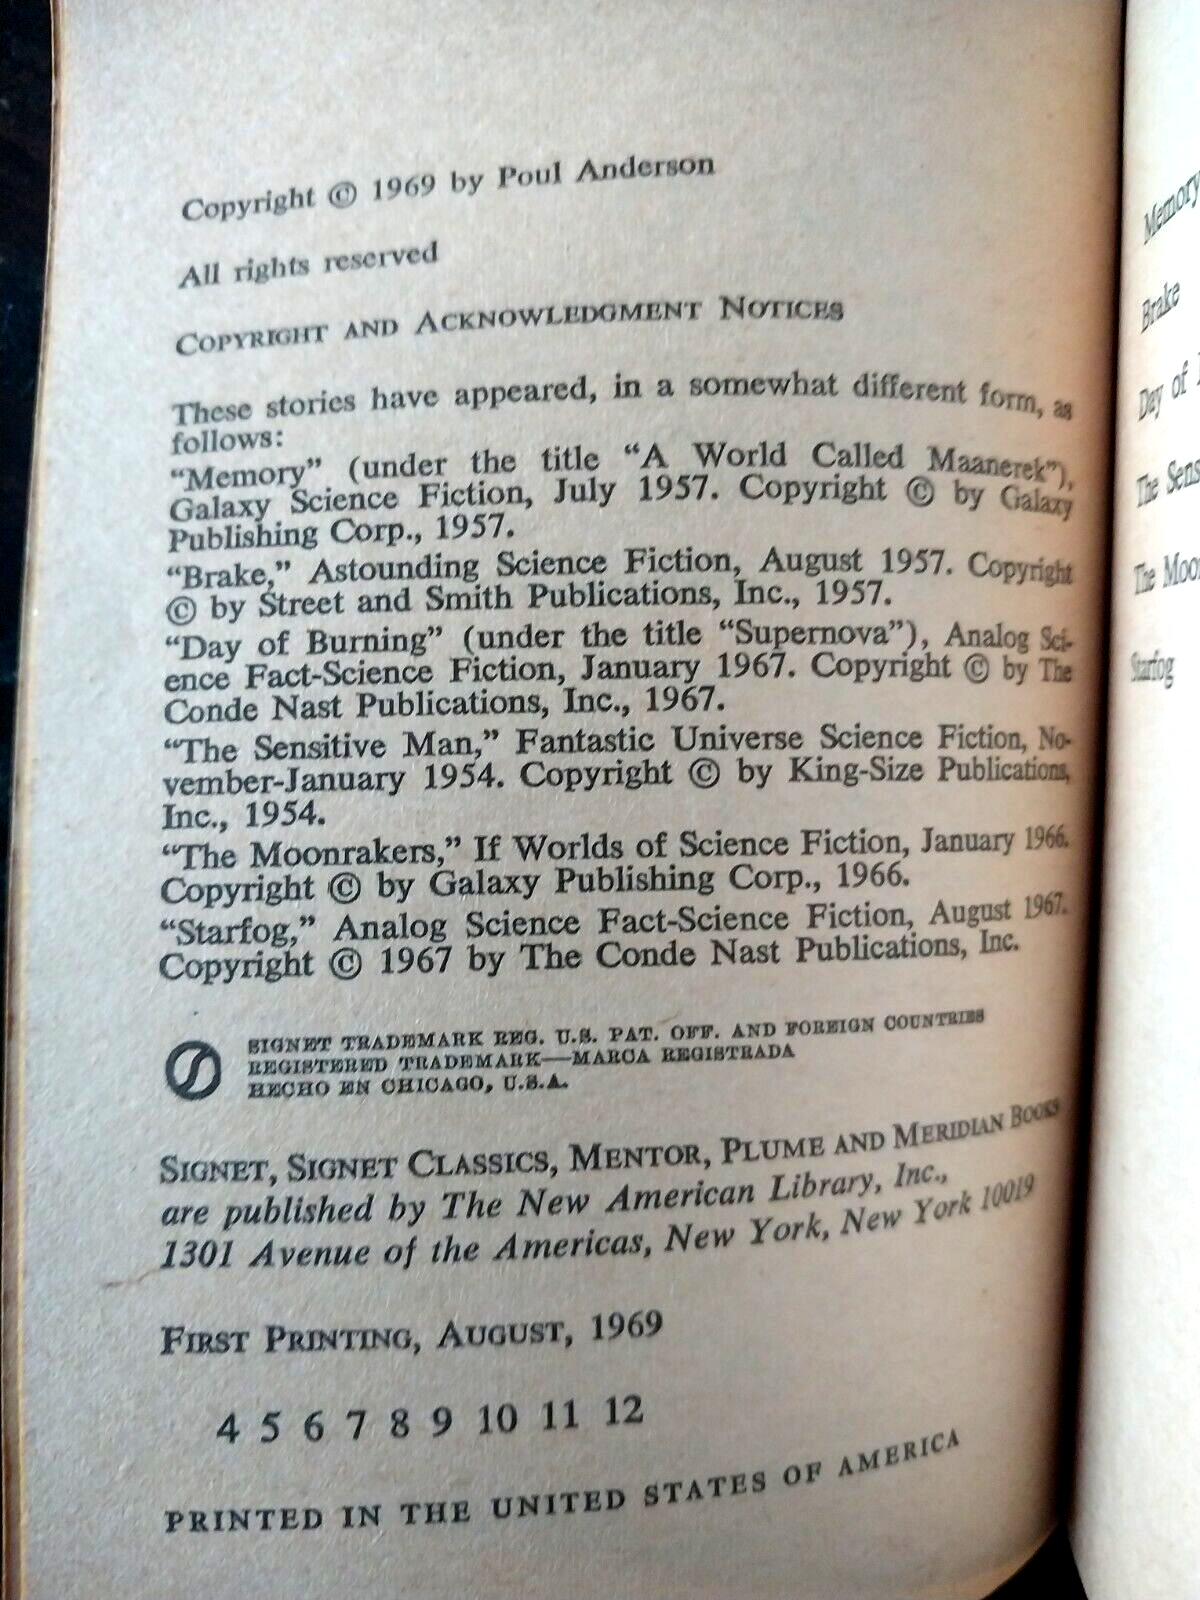 Copyright © 1969 by Poul Anderson
All rights reserved
COPYRIGHT AND ACKNOWLEDGMENT NOTICES
These stories have appeared, in a somewhat different form, as
follows:
“Memory” (under the title “A World Called Maanerek”),
Galaxy Science Fiction, July 1957. Copyright © by Galaxy
Publishing Corp., 1957.
“Brake,” Astounding Science Fiction, August 1957. Copyright
© by Street and Smith Publications, Inc., 1957.
“Day of Burning” (under the title “Supernova”), Analog Sci-
ence Fact-Science Fiction, January 1967. Copyright © by The
Conde Nast Publications, Inc., 1967.
“The Sensitive Man,” Fantastic Universe Science Fiction, No-
vember-January 1954. Copyright © by King-Size Publications,
Inc., 1954.
“The Moonrakers,” If Worlds of Science Fiction, January 1966.
Copyright © by Galaxy Publishing Corp., 1966.
“Starfog,” Analog Science Fact-Science Fiction, August 1967.
Copyright © 1967 by The Conde Nast Publications, Inc.
SIGNET TRADEMARK REG. U.S. PAT. OFF. AND FOREIGN COUNTRIES
REGISTERED TRADEMARK—MARCA REGISTRADA
HECHO EN CHICAGO, U.S.A.
SIGNET, SIGNET CLASSICS, MENTOR, PLUME AND MERIDIAN BOOKS
are published by The New American Library, Inc.,
1301 Avenue of the Americas, New York, New York 10019
FIRST PRINTING, AUGUST, 1969
4 5 6 7 8 9 10 11 12
PRINTED IN THE UNITED STATES OF AMERICA
Memory
Brake
Day of
The Sens
The Moon
Starfog